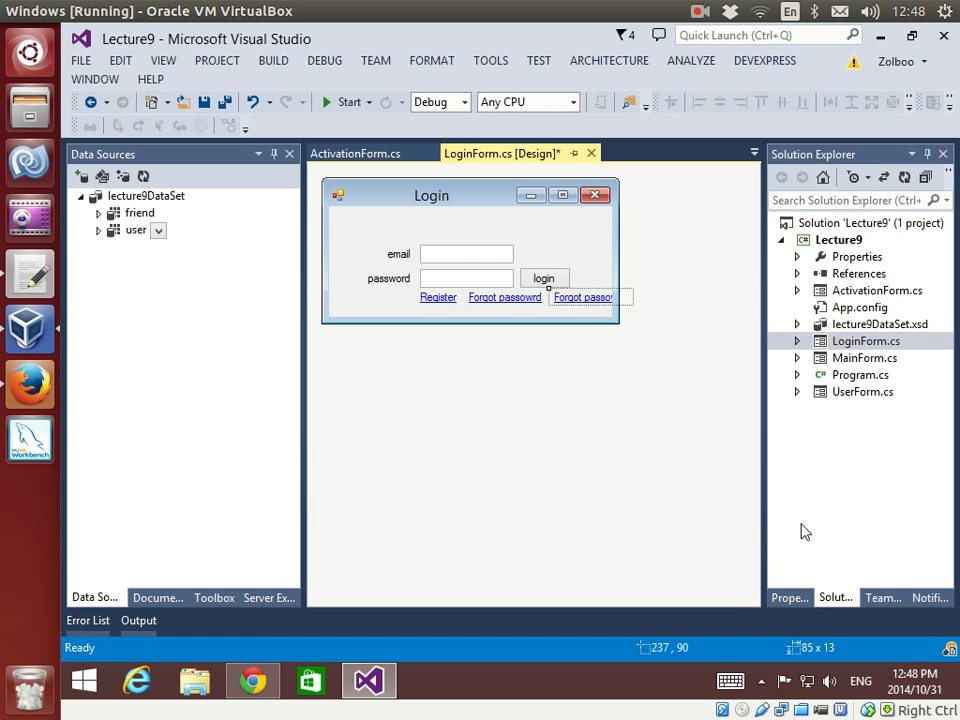 Windows [Running] - Oracle VM VirtualBox
En
12:48
Lecture9 - Microsoft Visual Studio
4
Quick Launch (Ctrl+Q)
FILE EDIT VIEW PROJECT BUILD DEBUG TEAM FORMAT TOOLS TEST ARCHITECTURE ANALYZE DEVEXPRESS
Zolboo
WINDOW HELP
Start
Debug
Any CPU
Data Sources
ActivationForm.cs
LoginForm.cs [Design]*
Solution Explorer
lecture9DataSet
friend
user
Login
email
password
login
Register
Forgot passowrd
Forgot passo
Search Solution Explorer (Ctrl+
Solution 'Lecture9' (1 project)
Lecture9
Properties
References
ActivationForm.cs
App.config
lecture9DataSet.xsd
LoginForm.cs
MainForm.cs
Program.cs
UserForm.cs
Data So...
Docume...
Toolbox
Server Ex...
Prope...
Solut...
Team...
Notifi...
Error List
Output
Ready
237 , 90
85 x 13
MySQL
Workbench
ENG
12:48 PM
2014/10/31
Right Ctrl